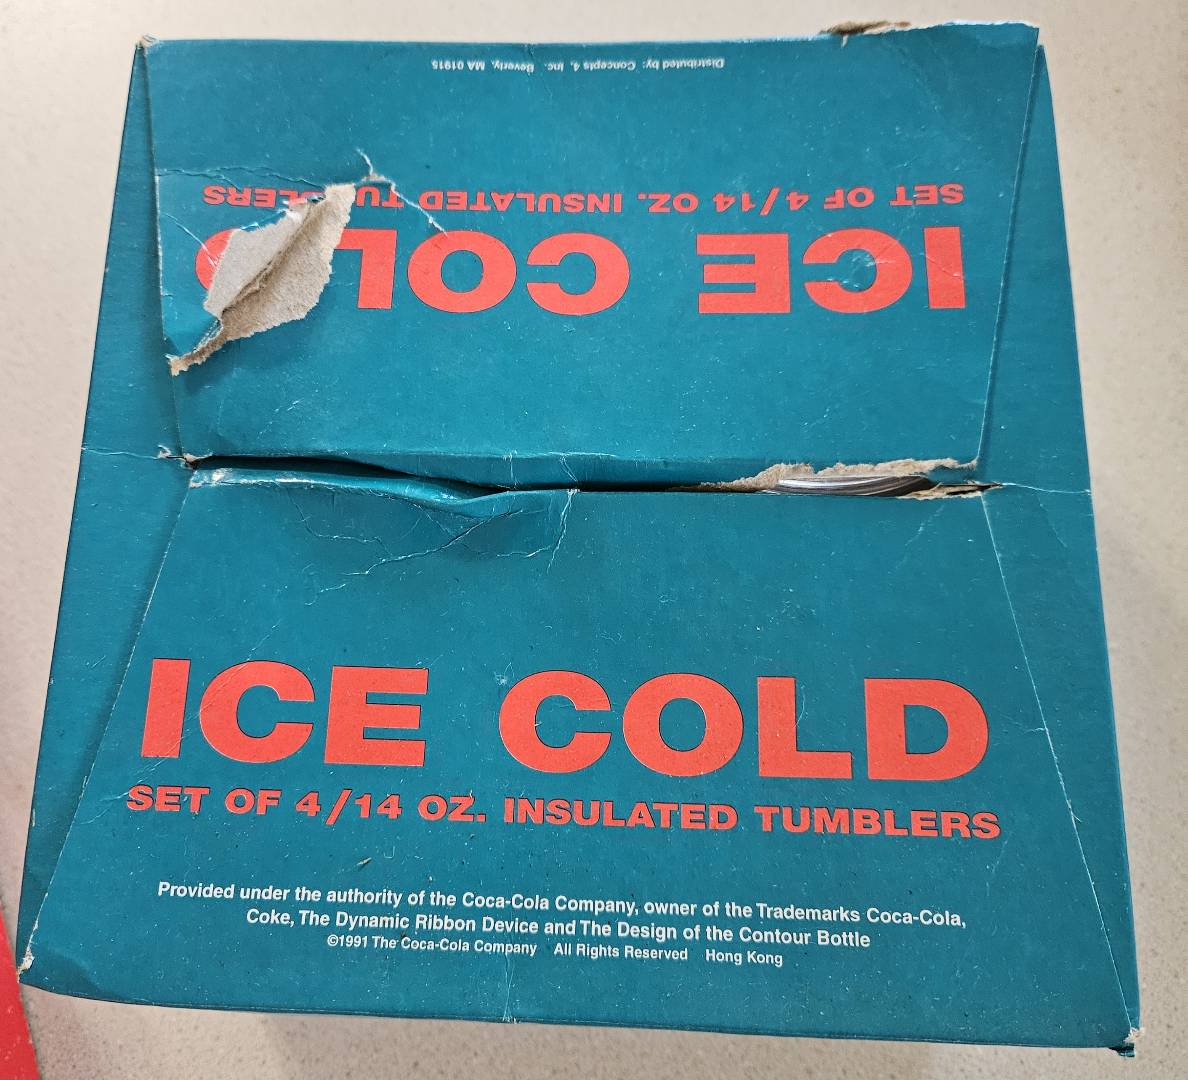 Distributed by: Concepts 4, Inc. Beverly, MA 01915
SET OF 4/14 OZ. INSULATED TU LERS
ICE COL
ICE COLD
SET OF 4/14 OZ. INSULATED TUMBLERS
Provided under the authority of the Coca-Cola Company, owner of the Trademarks Coca-Cola,
Coke, The Dynamic Ribbon Device and The Design of the Contour Bottle
©1991 The Coca-Cola Company All Rights Reserved Hong Kong